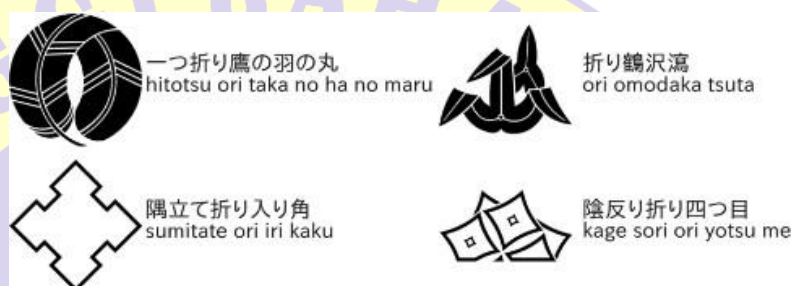 一つ折り鷹の羽の丸
hitotsu ori taka no ha no maru
折り鶴沢瀉
ori omodaka tsuta
隅立て折り入り角
sumitate ori iri kaku
陰反り折り四つ目
kage sori ori yotsu me